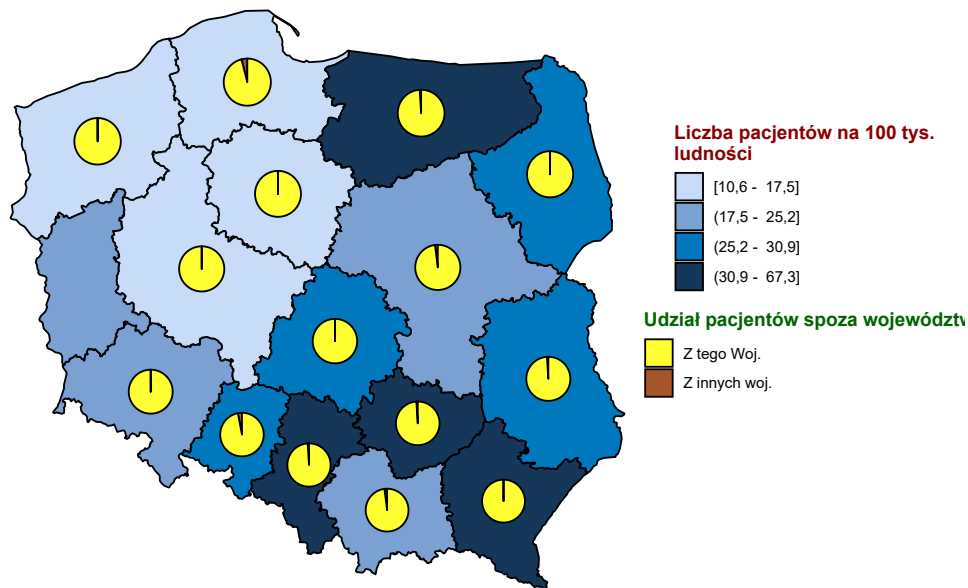 Liczba pacjentów na 100 tys.
ludności
[10,6 - 17,5]
(17,5 - 25,2]
(25,2 - 30,9]
(30,9 - 67,3]
Udział pacjentów spoza województw
Z tego Woj.
Z innych woj.